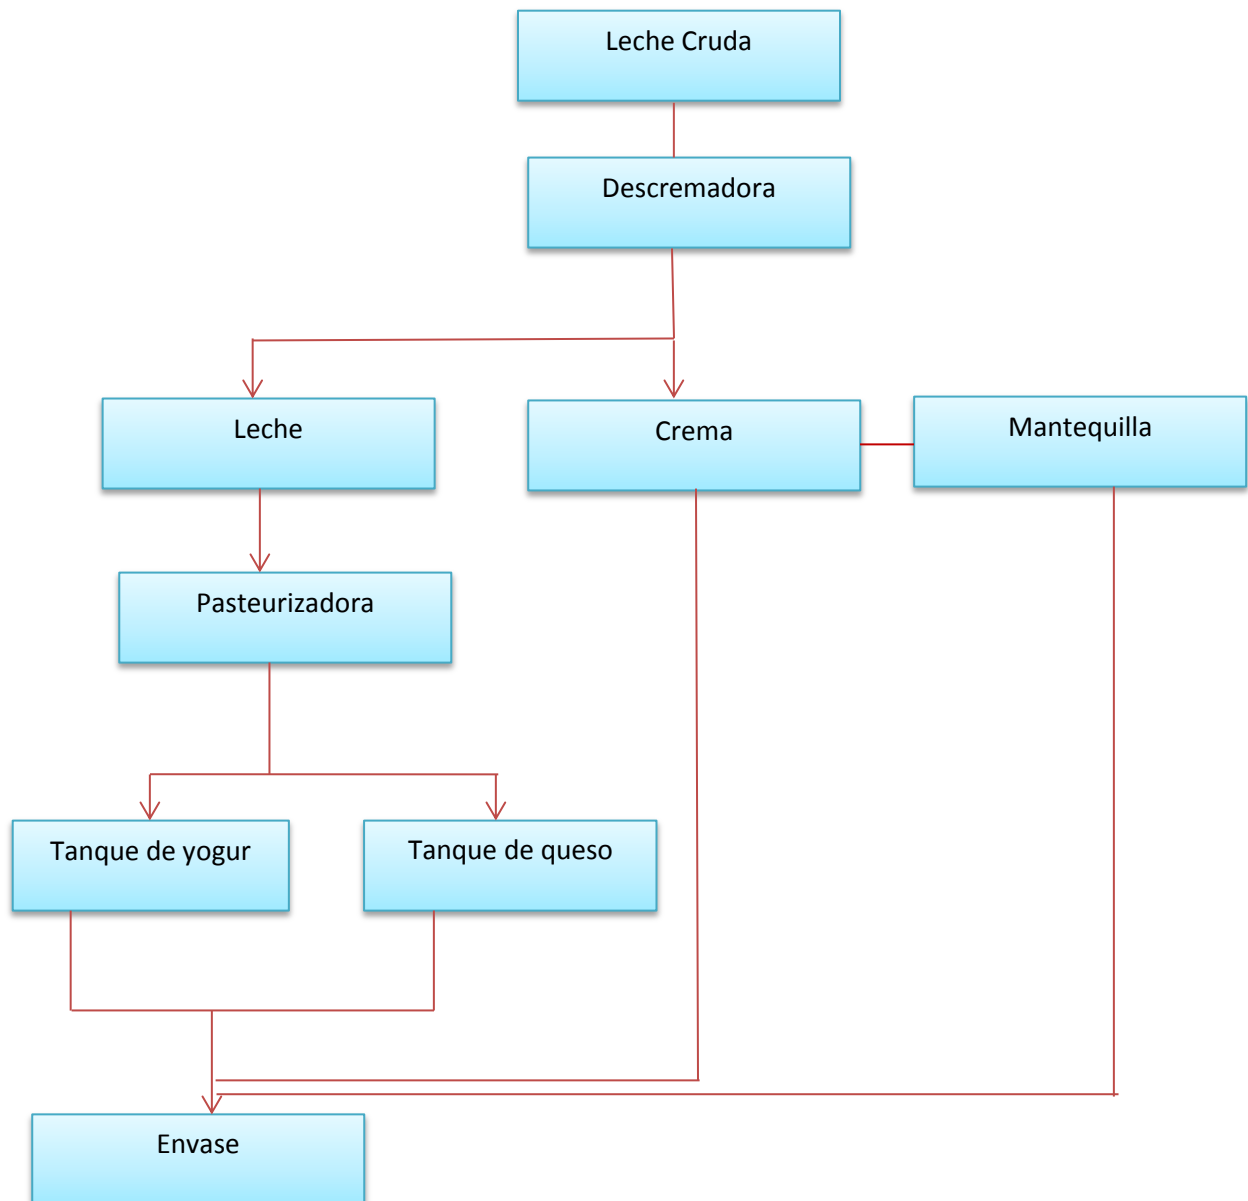 Leche Cruda
Descremadora
Leche
Crema
Mantequilla
Pasteurizadora
Tanque de yogur
Tanque de queso
Envase